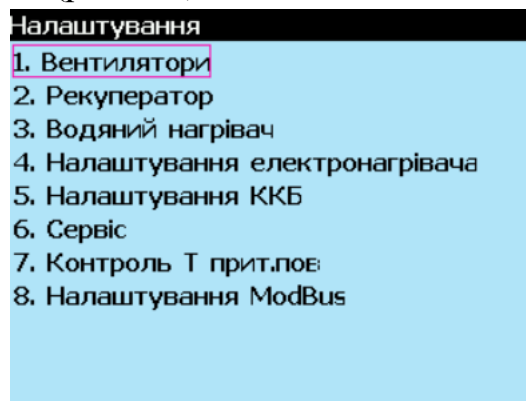 Налаштування
1. Вентилятори
2. Рекуператор
3. Водяний нагрівач
4. Налаштування електронагрівача
5. Налаштування ККБ
6. Сервіс
7. Контроль Т прит.пов
8. Налаштування ModBus